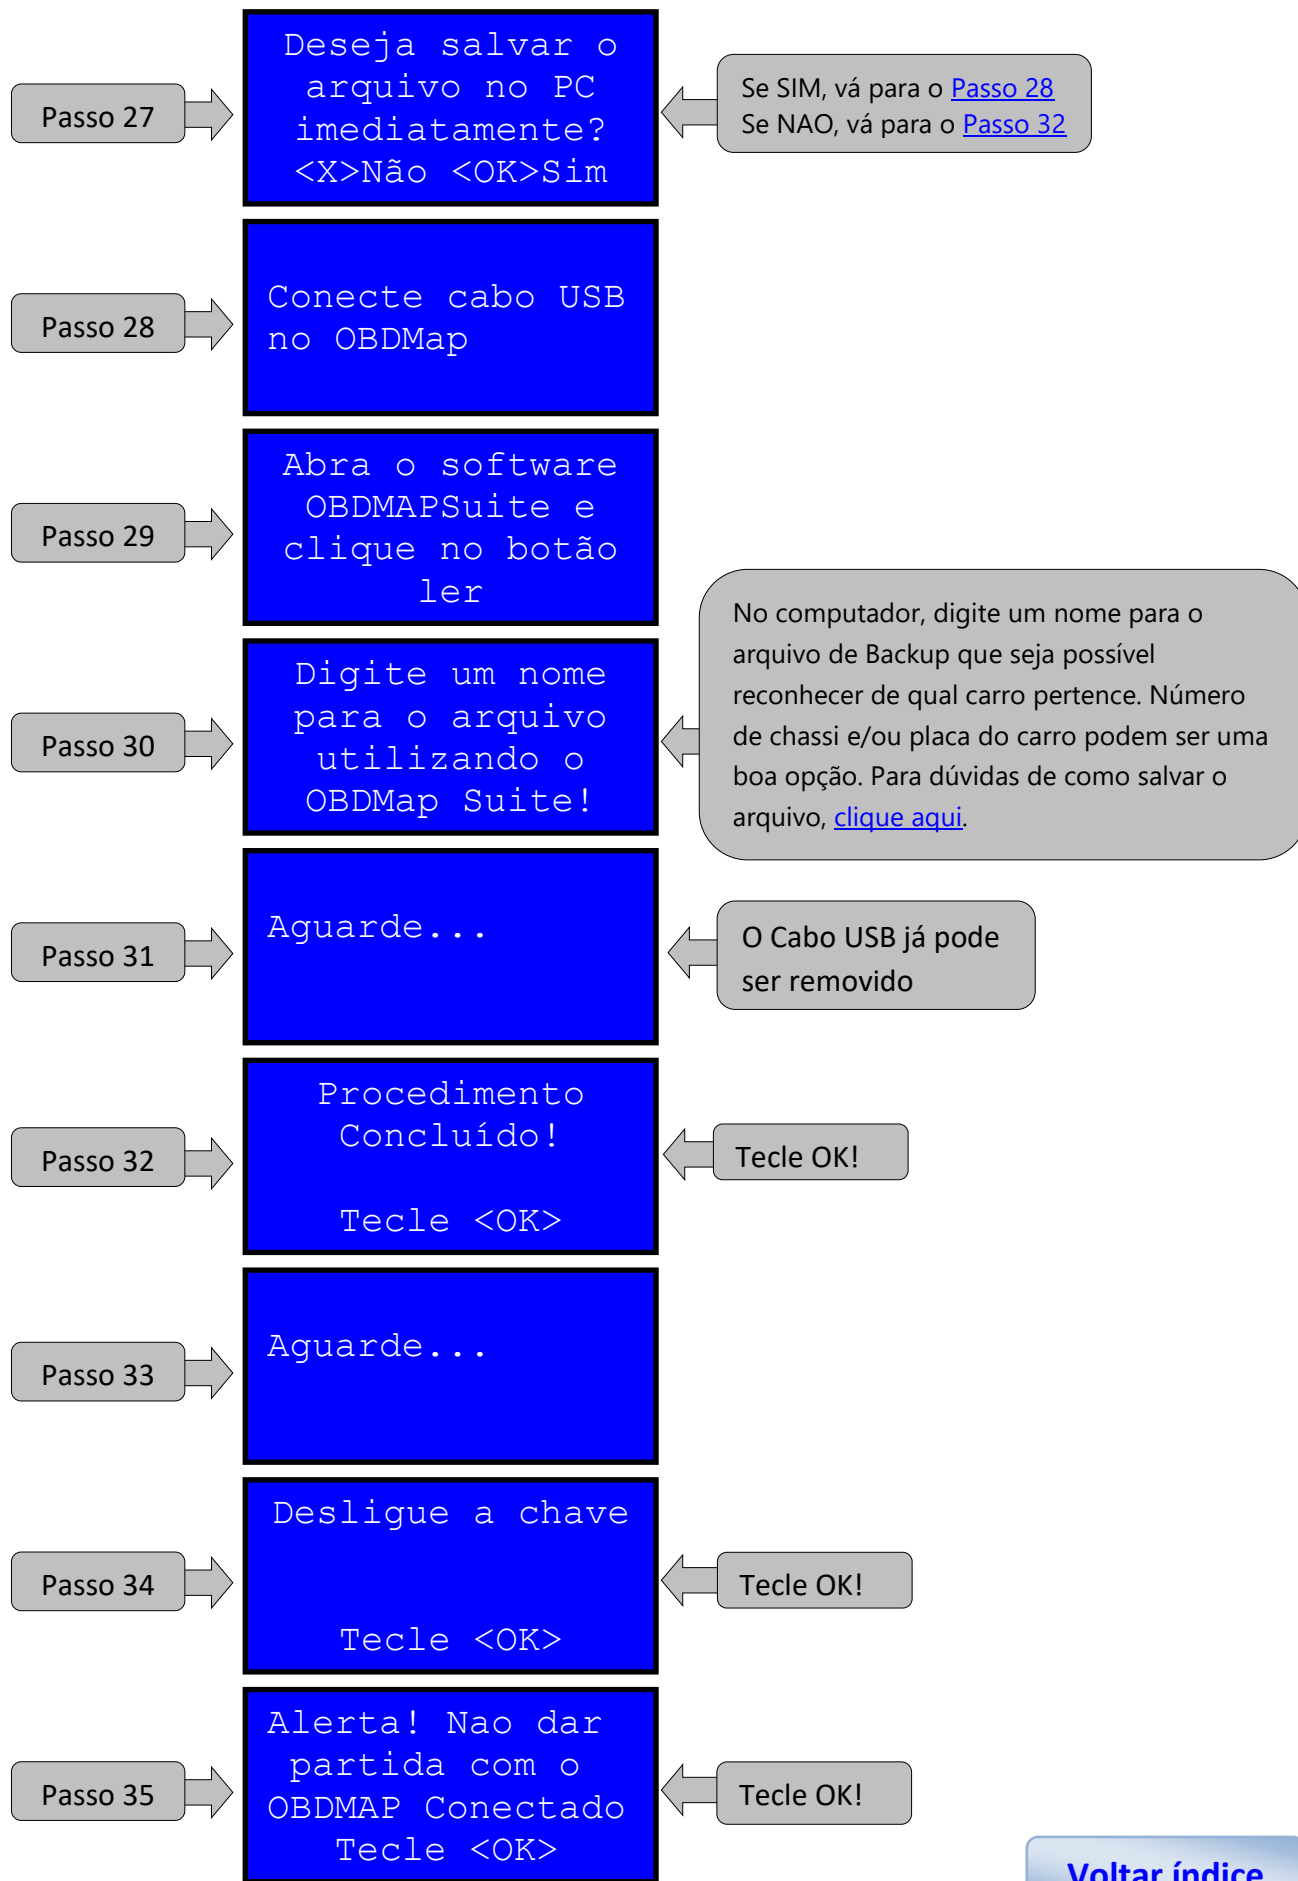 Passo 27
Deseja salvar o
arquivo no PC
imediatamente?
<X>Não <OK>Sim
Se SIM, vá para o Passo 28
Se NAO, vá para o Passo 32
Passo 28
Conecte cabo USB
no OBDMap
Passo 29
Abra o software
OBDMAPSuite e
clique no botão
ler
Passo 30
Digite um nome
para o arquivo
utilizando o
OBDMap Suite!
No computador, digite um nome para o
arquivo de Backup que seja possível
reconhecer de qual carro pertence. Número
de chassi e/ou placa do carro podem ser uma
boa opção. Para dúvidas de como salvar o
arquivo, clique aqui.
Passo 31
Aguarde...
O Cabo USB já pode
ser removido
Passo 32
Procedimento
Concluído!
Tecle <OK>
Tecle OK!
Passo 33
Aguarde...
Passo 34
Desligue a chave
Tecle <OK>
Tecle OK!
Passo 35
Alerta! Nao dar
partida com o
OBDMAP Conectado
Tecle <OK>
Tecle OK!
Voltar índice